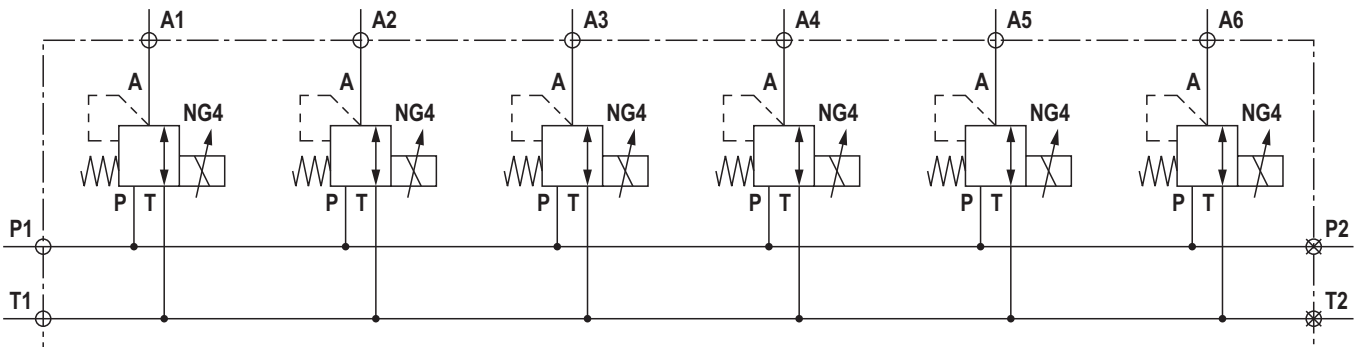 A1 A2 A3 A4 A5 A6
A A A A A A
NG4 NG4 NG4 NG4 NG4 NG4
P T P T P T P T P T P T
P1 P2
T1 T2